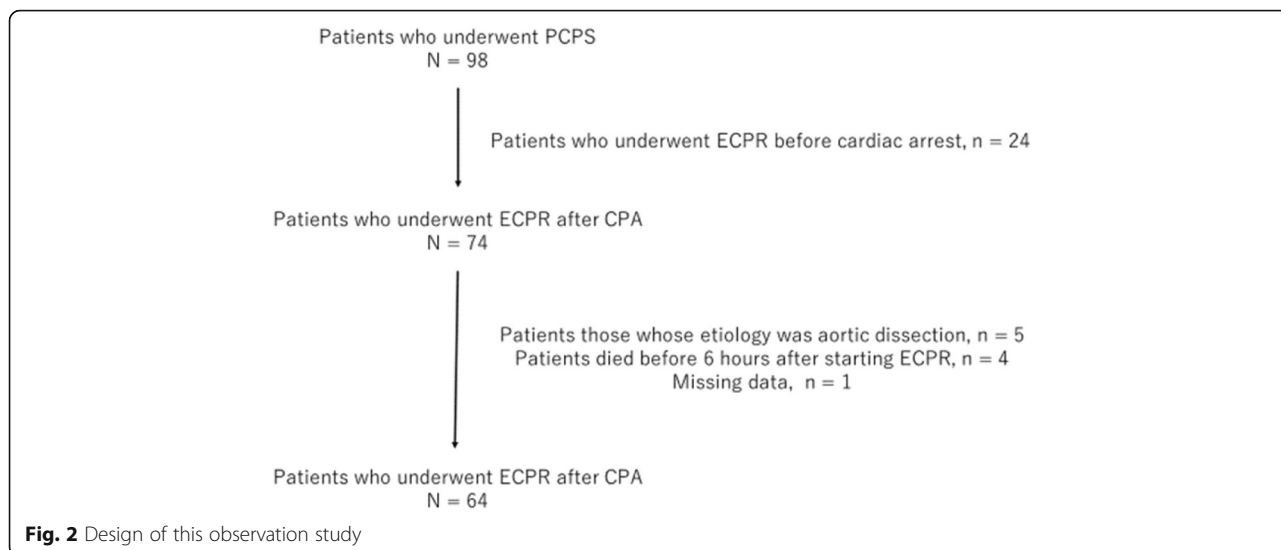 Patients who underwent PCPS
N = 98
Patients who underwent ECPR before cardiac arrest, n = 24
Patients who underwent ECPR after CPA
N = 74
Patients those whose etiology was aortic dissection, n = 5
Patients died before 6 hours after starting ECPR, n = 4
Missing data, n = 1
Patients who underwent ECPR after CPA
N = 64
Fig. 2 Design of this observation study